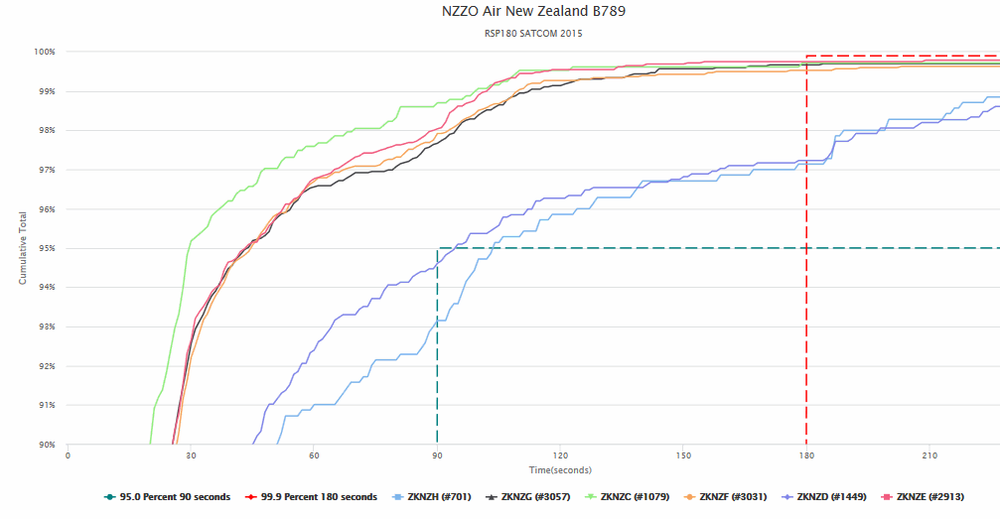 NZZO Air New Zealand B789
RSP180 SATCOM 2015
100%
99%
98%
97%
96%
95%
94%
93%
92%
91%
90%
Cumulative Total
0 30 60 90 120 150 180 210
Time(seconds)
95.0 Percent 90 seconds 99.9 Percent 180 seconds ZKNZH (#701) ZKNZG (#3057) ZKNZC (#1079) ZKNZF (#3031) ZKNZD (#1449) ZKNZE (#2913)